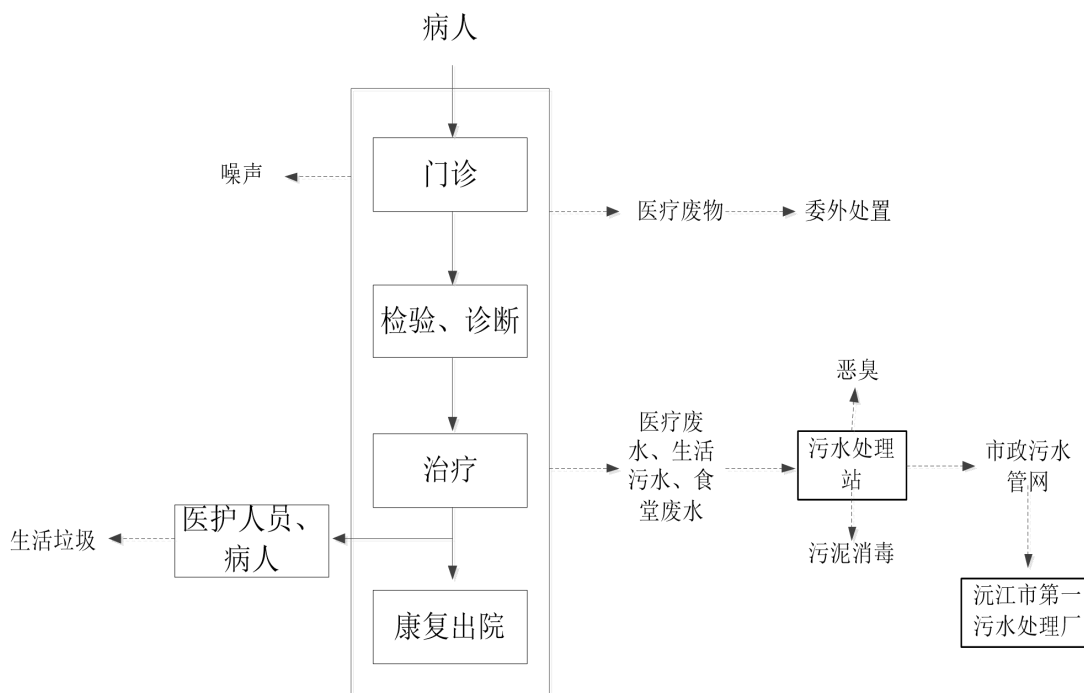 病人
门诊
噪声
医疗废物
委外处置
检验、诊断
恶臭
医疗废
水、生活
污水、食
堂废水
污水处理
站
市政污水
管网
治疗
医护人员、
病人
生活垃圾
污泥消毒
康复出院
沅江市第一
污水处理厂